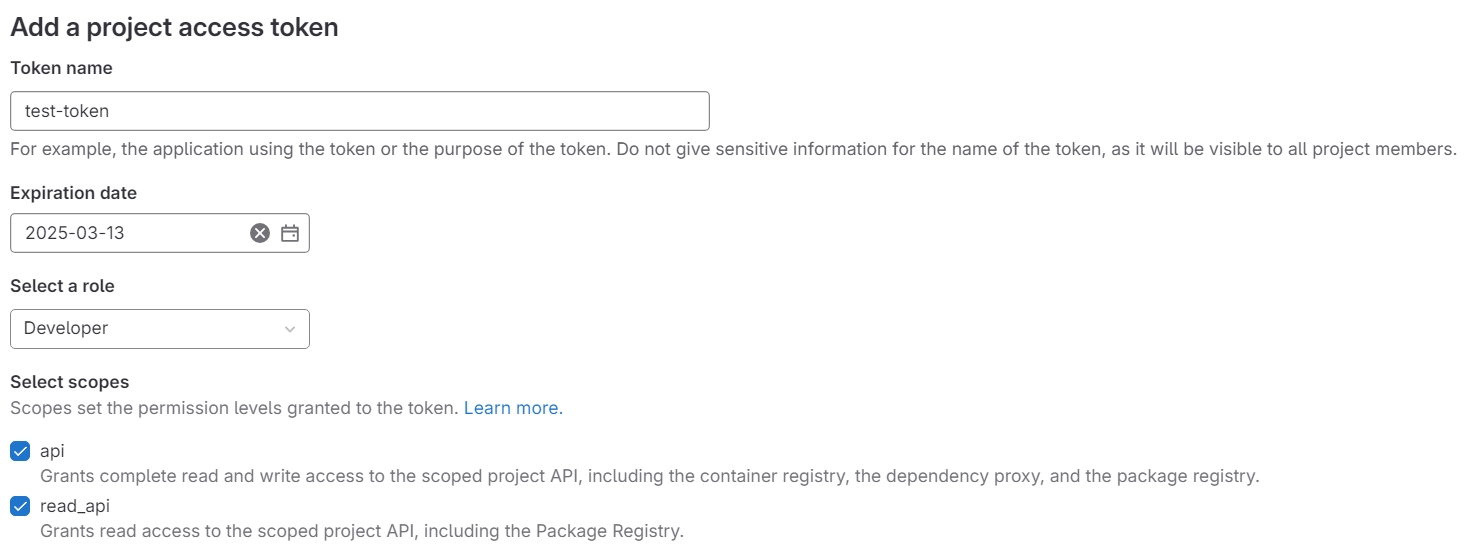 Add a project access token
Token name
test-token
For example, the application using the token or the purpose of the token. Do not give sensitive information for the name of the token, as it will be visible to all project members.
Expiration date
2025-03-13
Select a role
Developer
Select scopes
Scopes set the permission levels granted to the token. Learn more.
api
Grants complete read and write access to the scoped project API, including the container registry, the dependency proxy, and the package registry.
read_api
Grants read access to the scoped project API, including the Package Registry.